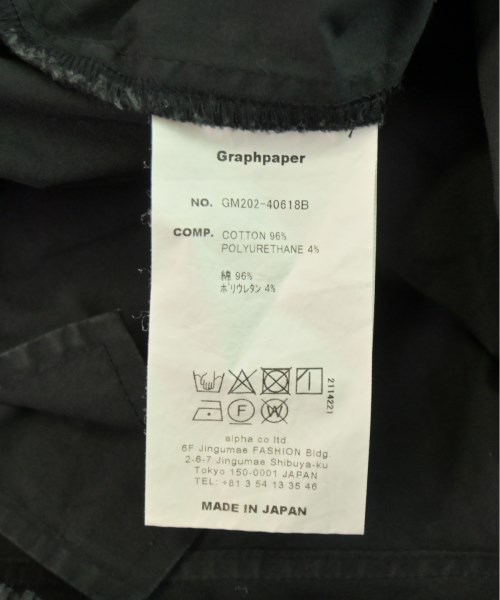 Graphpaper
NO. GM202-40618B
COMP. COTTON 96%
POLYURETHANE 4%
綿 96%
ポリウレタン 4%
2114221
F W
alpha co ltd.
6F Jingumae FASHION Bldg.
2-6-7 Jingumae Shibuya-ku
Tokyo 150-0001 JAPAN
TEL: +81 3 54 13 35 46
MADE IN JAPAN